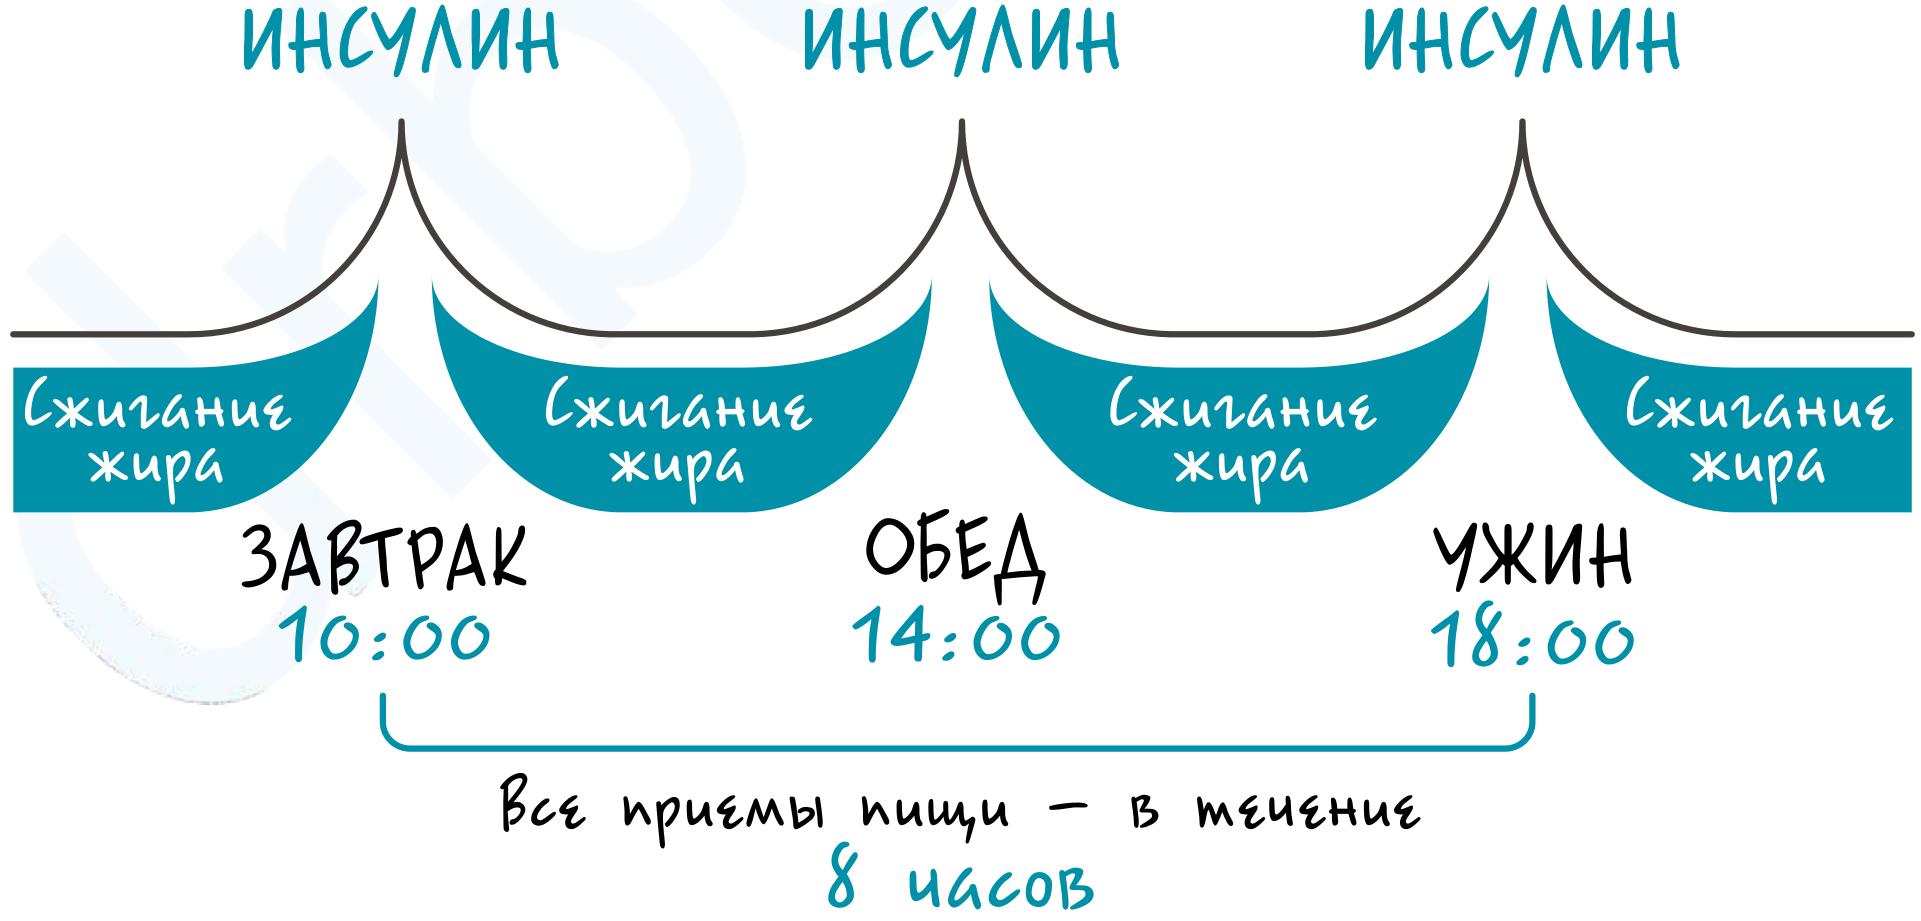 ИНСУЛИН ИНСУЛИН ИНСУЛИН
Сжигание Сжигание Сжигание Сжигание
жира жира жира жира
ЗАВТРАК ОБЕД УЖИН
10:00 14:00 18:00
Все приемы пищи – в течение
8 часов